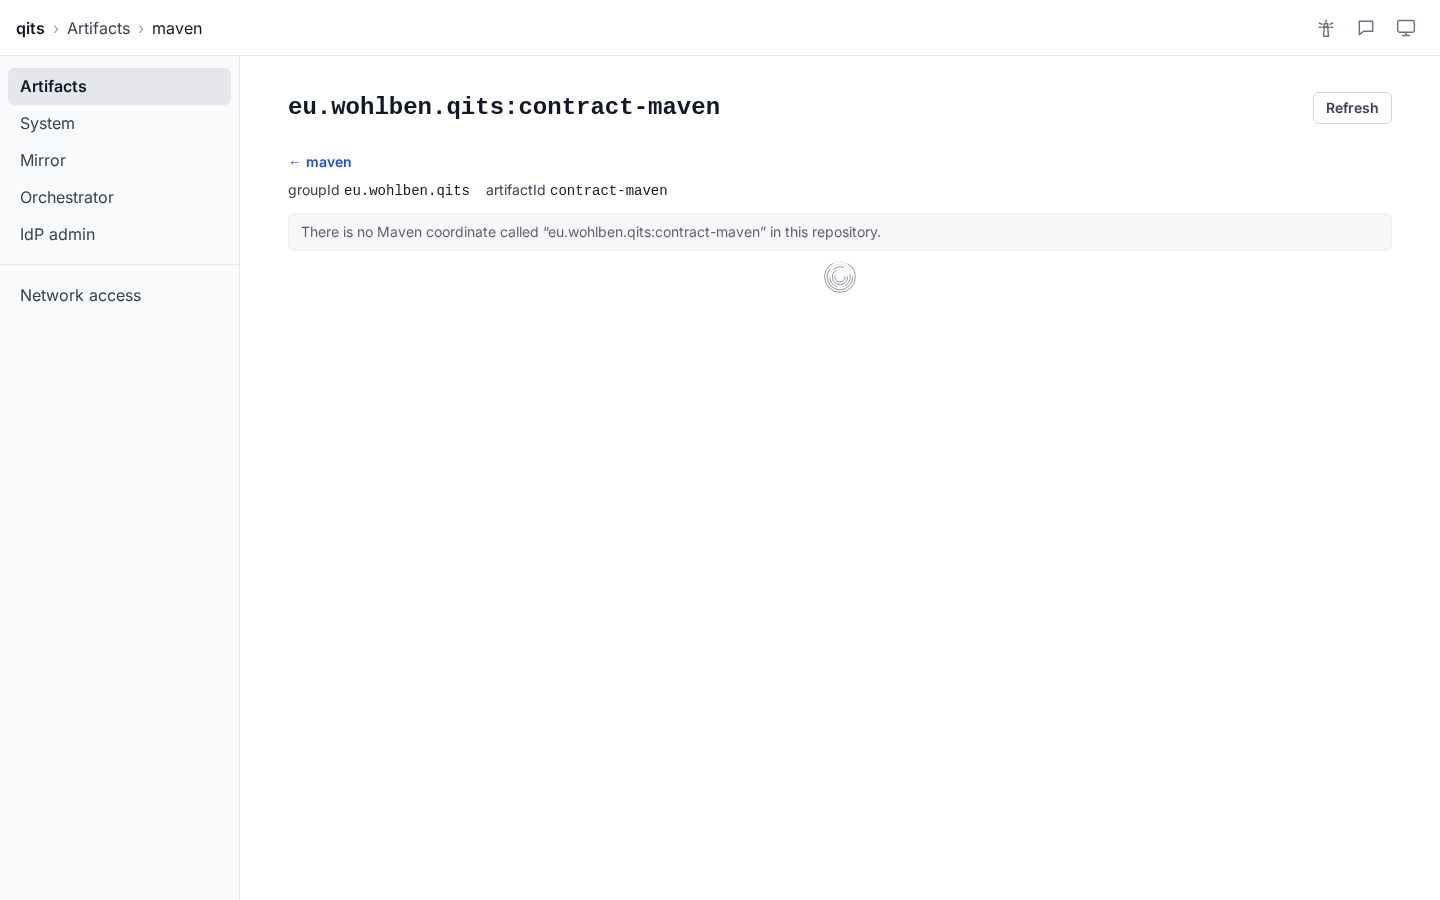 qits › Artifacts › maven
Artifacts
System
Mirror
Orchestrator
IdP admin
Network access
eu.wohlben.qits:contract-maven
Refresh
← maven
groupId eu.wohlben.qits artifactId contract-maven
There is no Maven coordinate called “eu.wohlben.qits:contract-maven” in this repository.